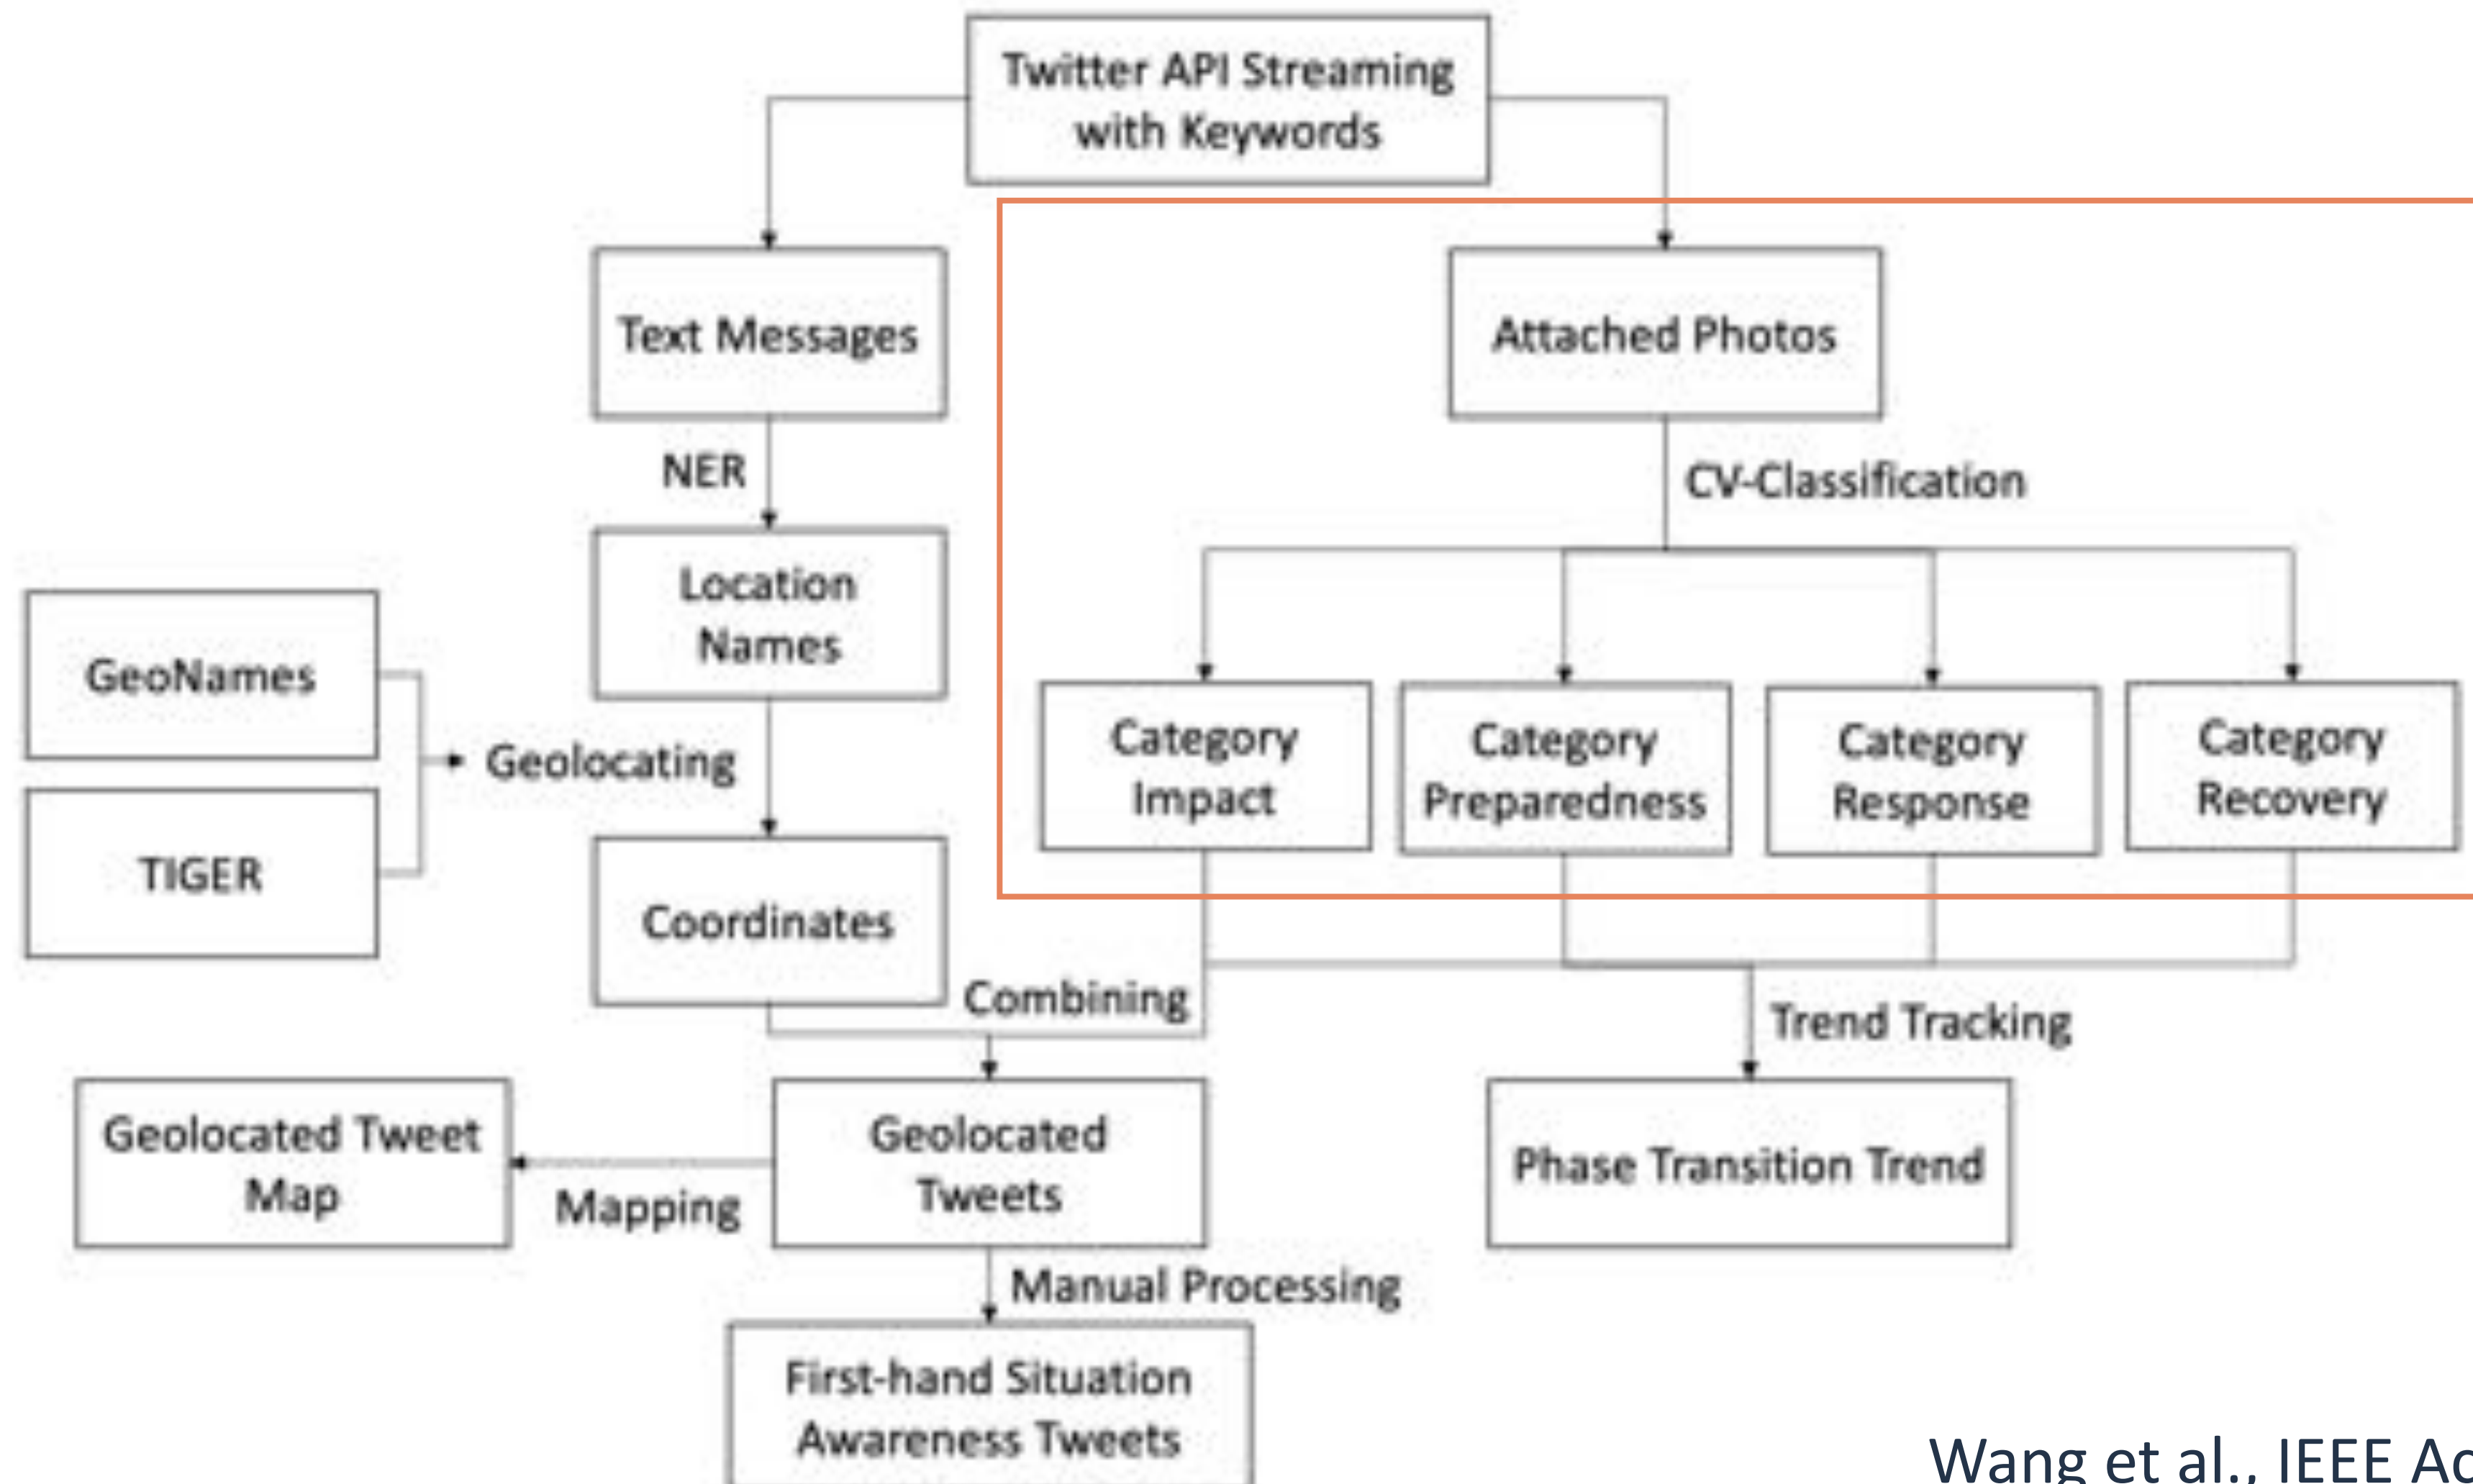 Twitter API Streaming
with Keywords
Text Messages
Attached Photos
NER
CV-Classification
Location
Names
GeoNames
Geolocating
TIGER
Category
Impact
Category
Preparedness
Category
Response
Category
Recovery
Coordinates
Combining
Trend Tracking
Geolocated Tweet
Map
Mapping
Geolocated
Tweets
Phase Transition Trend
Manual Processing
First-hand Situation
Awareness Tweets
Wang et al., IEEE